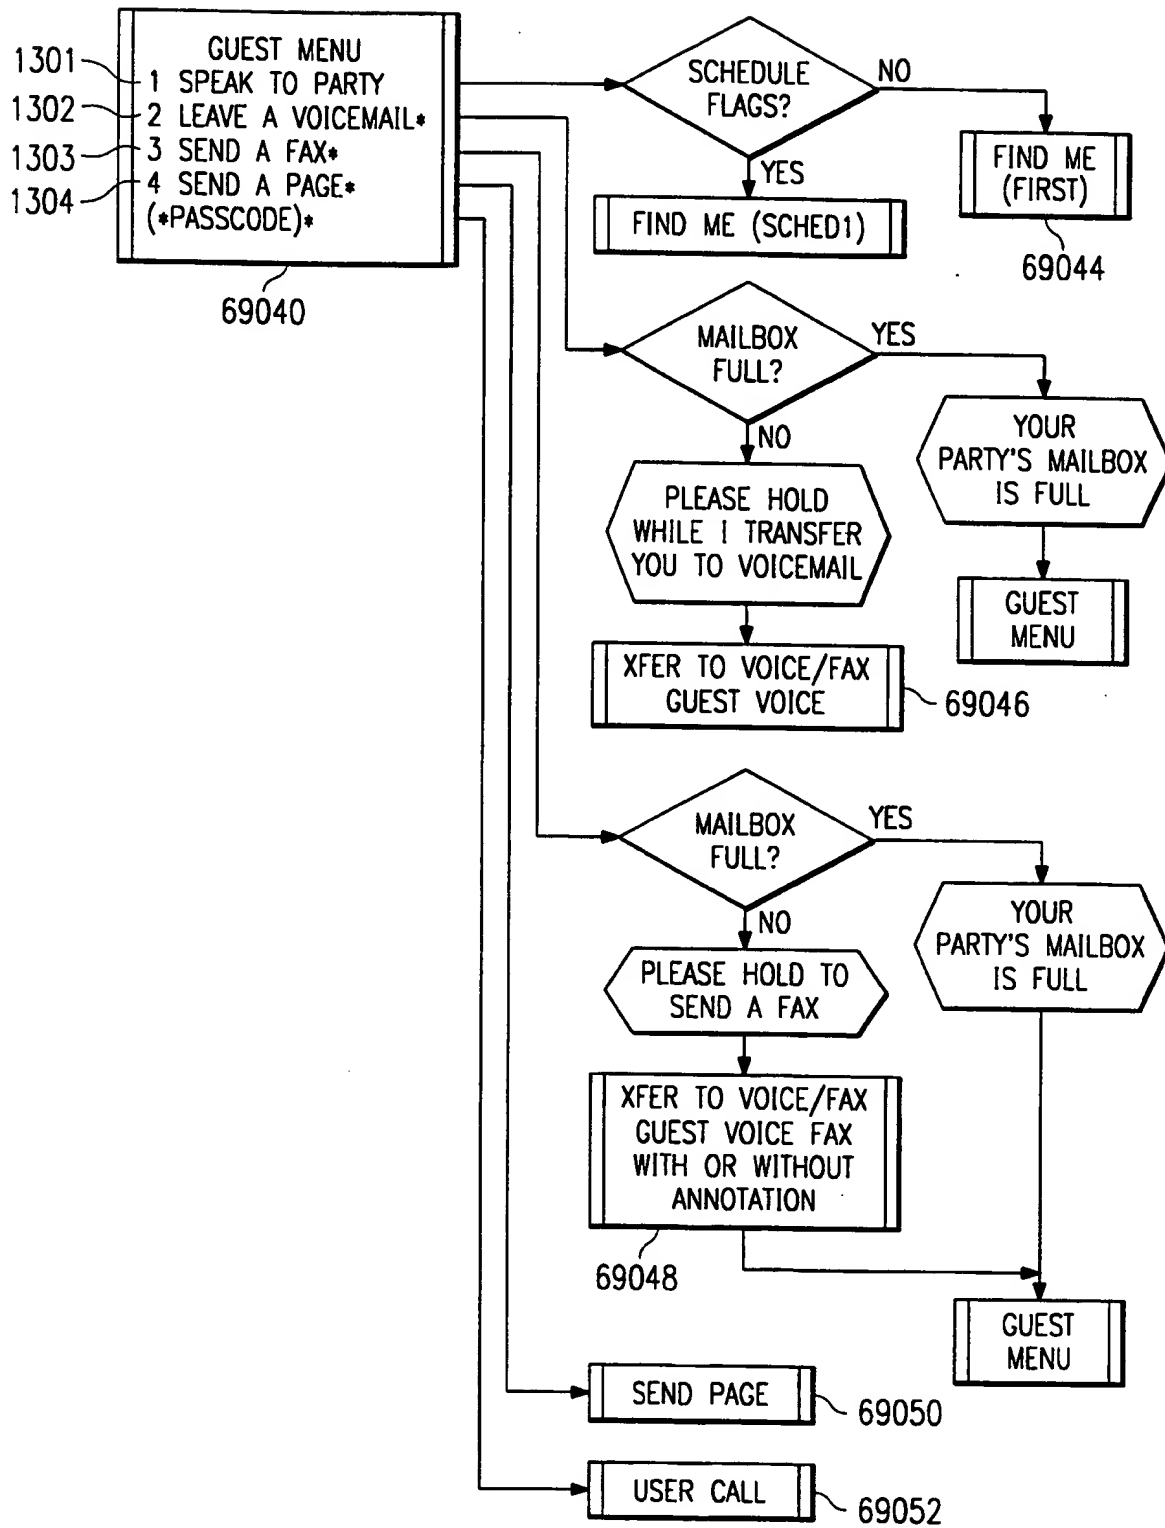 GUEST MENU
1301
1 SPEAK TO PARTY
1302
2 LEAVE A VOICEMAIL*
1303
3 SEND A FAX*
1304
4 SEND A PAGE*
(*PASSCODE)*
69040
SCHEDULE
FLAGS?
NO
YES
FIND ME (SCHED1)
FIND ME
(FIRST)
69044
MAILBOX
FULL?
YES
NO
YOUR
PARTY'S MAILBOX
IS FULL
PLEASE HOLD
WHILE I TRANSFER
YOU TO VOICEMAIL
GUEST
MENU
XFER TO VOICE/FAX
GUEST VOICE
69046
MAILBOX
FULL?
YES
NO
YOUR
PARTY'S MAILBOX
IS FULL
PLEASE HOLD TO
SEND A FAX
XFER TO VOICE/FAX
GUEST VOICE FAX
WITH OR WITHOUT
ANNOTATION
69048
GUEST
MENU
SEND PAGE
69050
USER CALL
69052